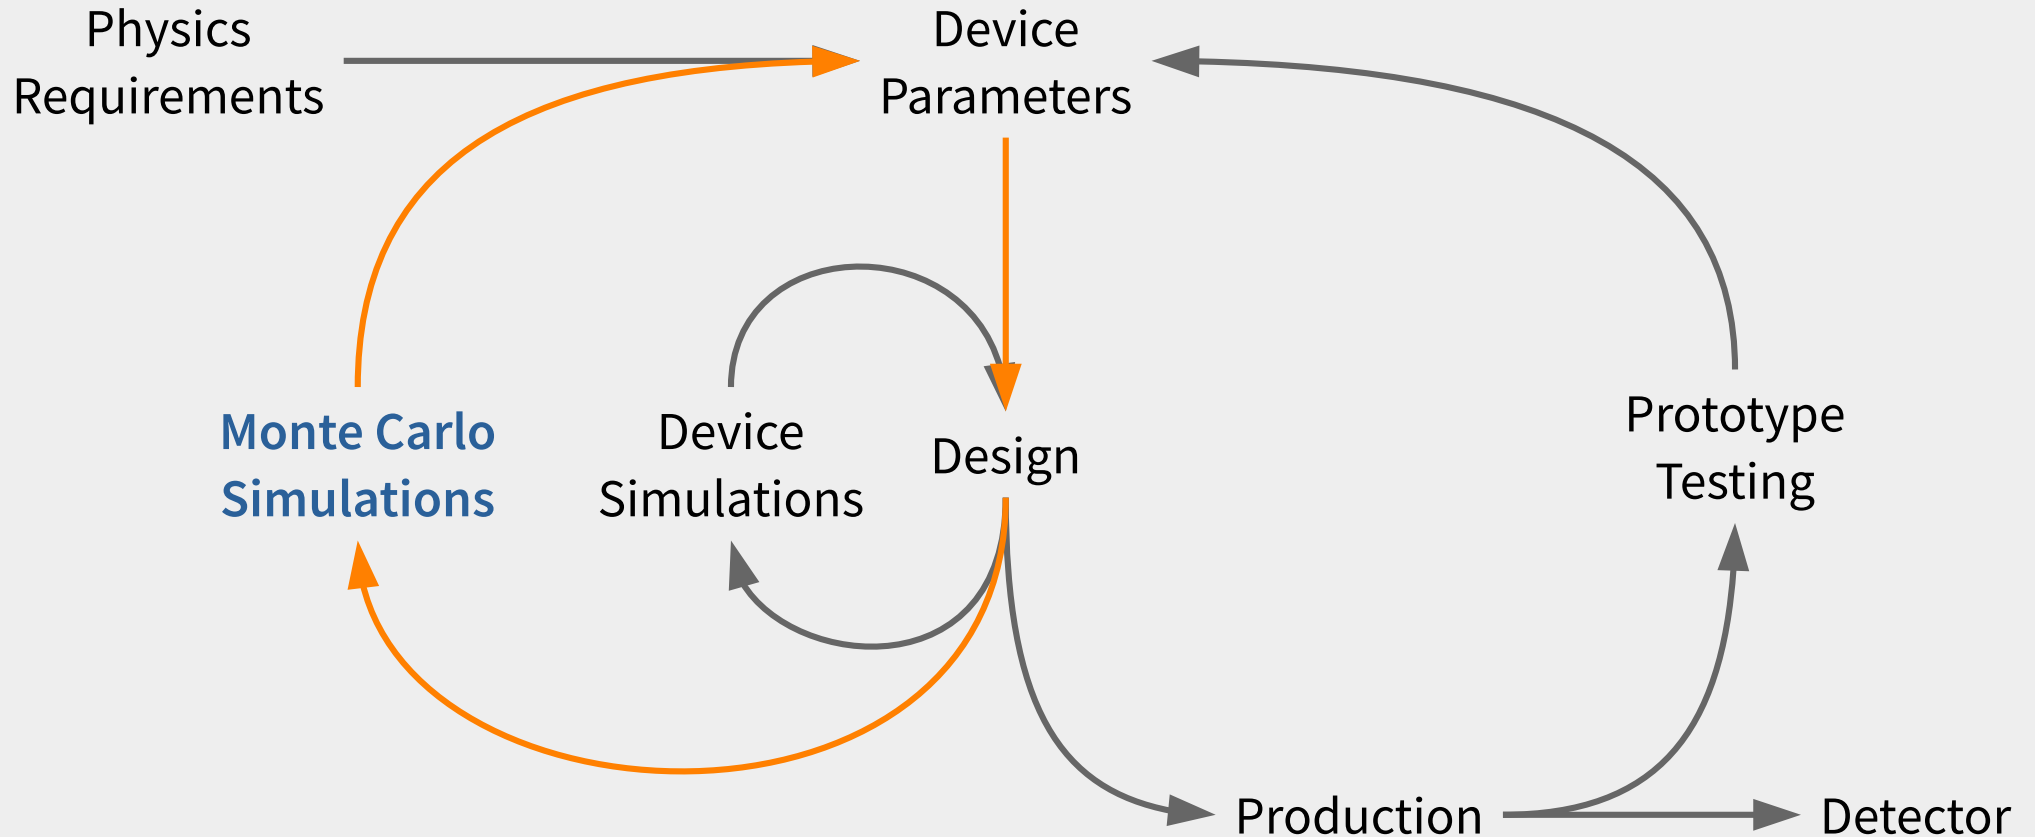 Physics
Requirements
Device
Parameters
Monte Carlo
Simulations
Device
Simulations
Design
Prototype
Testing
Production
Detector